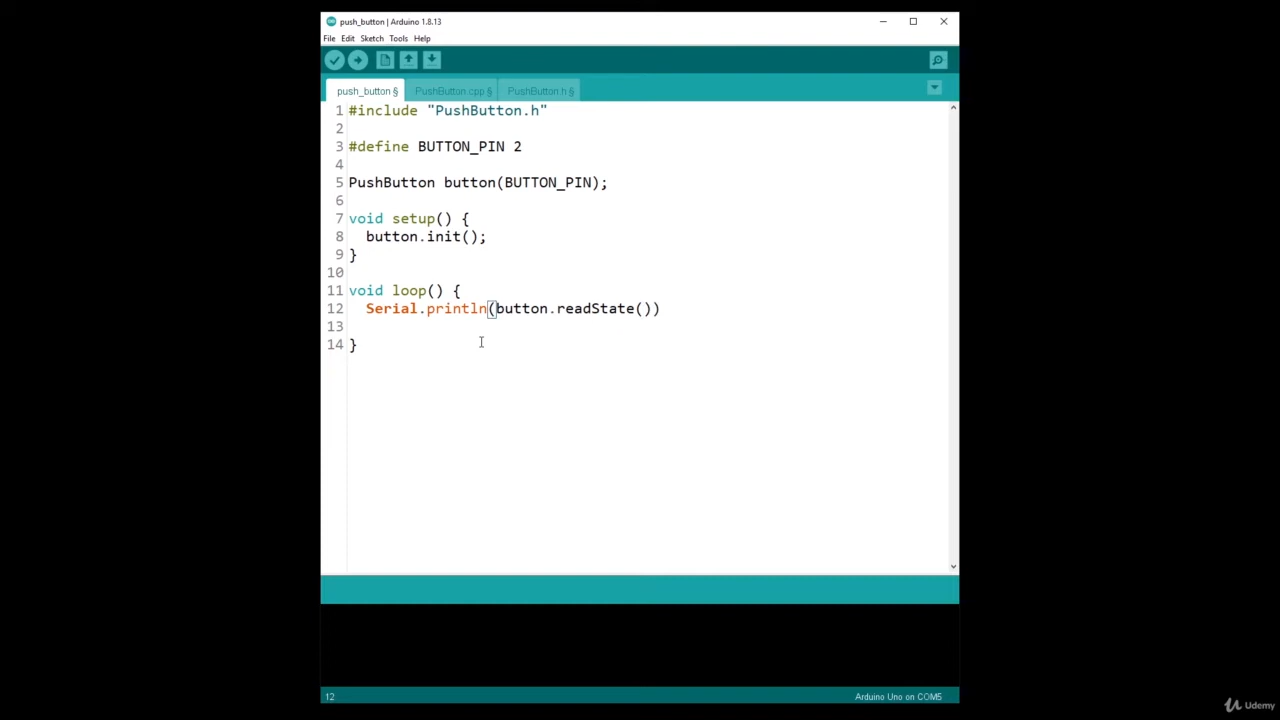 push_button | Arduino 1.8.13
File Edit Sketch Tools Help
push_button § PushButton.cpp § PushButton.h §
1 #include "PushButton.h"
2
3 #define BUTTON_PIN 2
4
5 PushButton button(BUTTON_PIN);
6
7 void setup() {
8 button.init();
9 }
10
11 void loop() {
12 Serial.println(button.readState())
13
14 }
12 Arduino Uno on COM5
Udemy